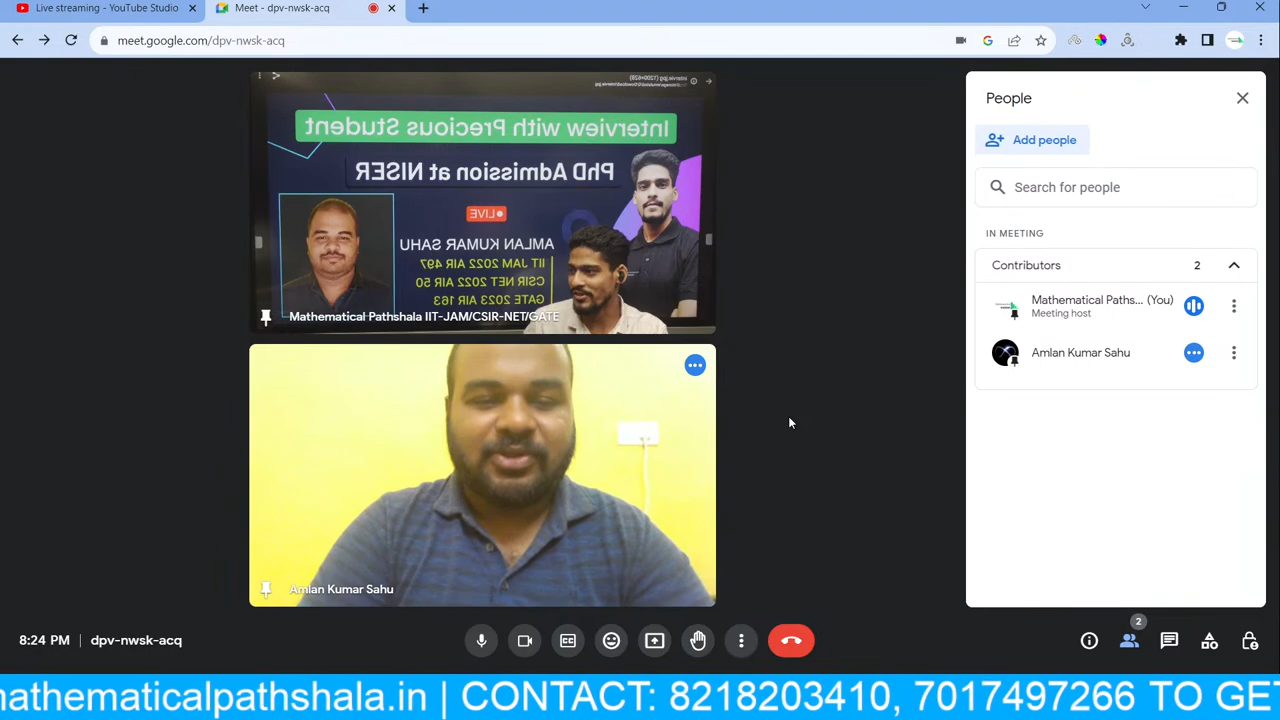 Live streaming - YouTube Studio
Meet - dpv-nwsk-acq
meet.google.com/dpv-nwsk-acq
Interview with Precious Student
PhD Admission at NISER
LIVE
AMLAN KUMAR SAHU
IIT JAM 2022 AIR 497
CSIR NET 2022 AIR 50
GATE 2023 AIR 163
Mathematical Pathshala IIT-JAM/CSIR-NET/GATE
Amlan Kumar Sahu
People
Add people
Search for people
IN MEETING
Contributors 2
Mathematical Paths... (You)
Meeting host
Amlan Kumar Sahu
8:24 PM | dpv-nwsk-acq
CC
2
mathematicalpathshala.in | CONTACT: 8218203410, 7017497266 TO GET